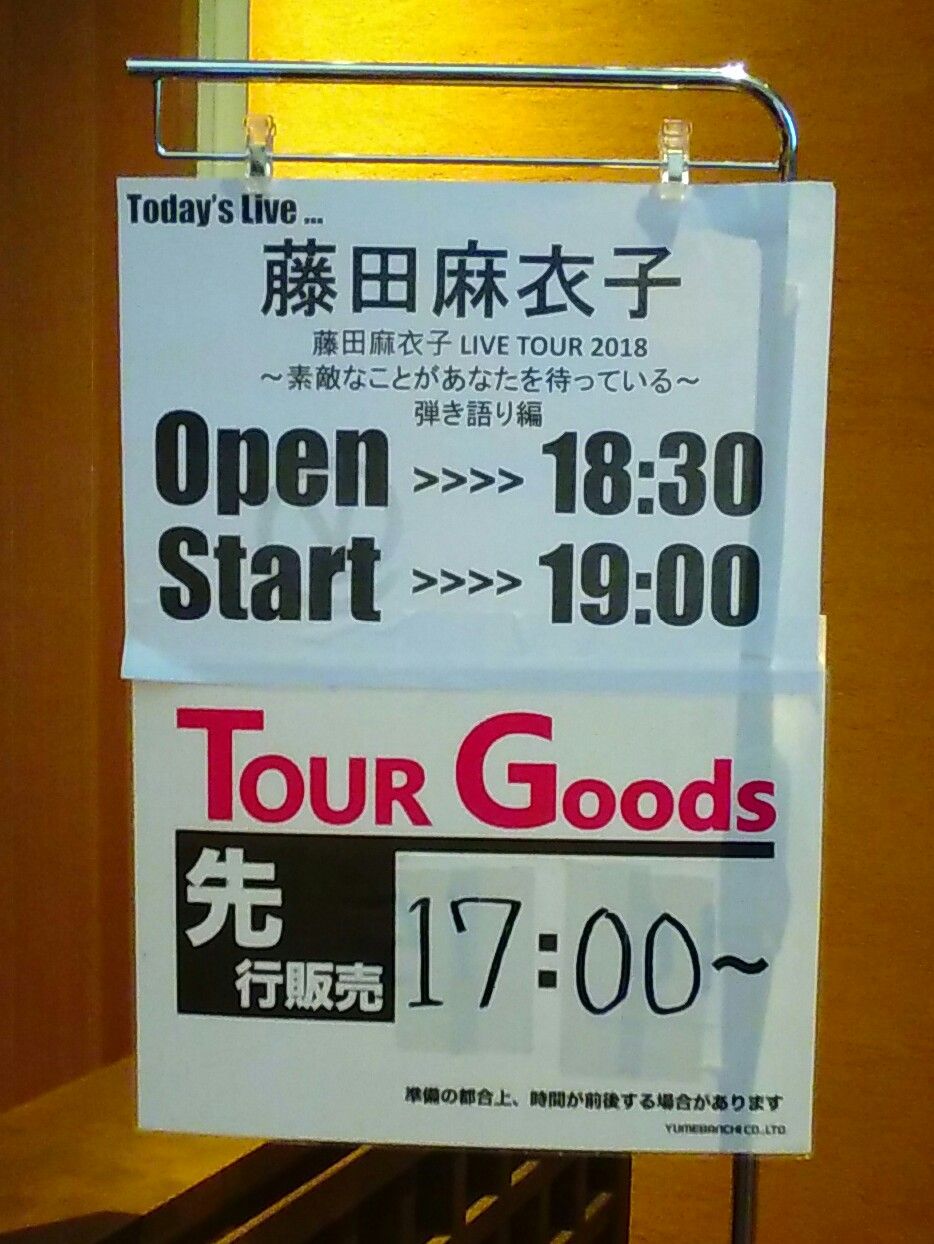 Today's Live ...
藤田麻衣子
藤田麻衣子 LIVE TOUR 2018
～素敵なことがあなたを待っている～
弾き語り編
Open >>>> 18:30
Start >>>> 19:00
TOUR GOODS
先
行販売 17:00~
準備の都合上、時間が前後する場合があります
YUMEBANCHI CO.,LTD.